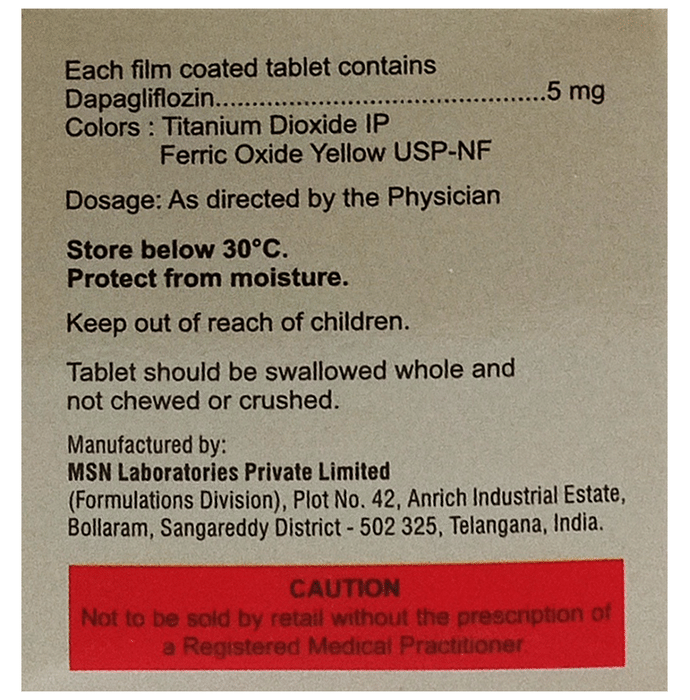 Each film coated tablet contains
Dapagliflozin..............................................5 mg
Colors : Titanium Dioxide IP
Ferric Oxide Yellow USP-NF
Dosage: As directed by the Physician
Store below 30°C.
Protect from moisture.
Keep out of reach of children.
Tablet should be swallowed whole and
not chewed or crushed.
Manufactured by:
MSN Laboratories Private Limited
(Formulations Division), Plot No. 42, Anrich Industrial Estate,
Bollaram, Sangareddy District - 502 325, Telangana, India.
CAUTION
Not to be sold by retail without the prescription of
a Registered Medical Practitioner